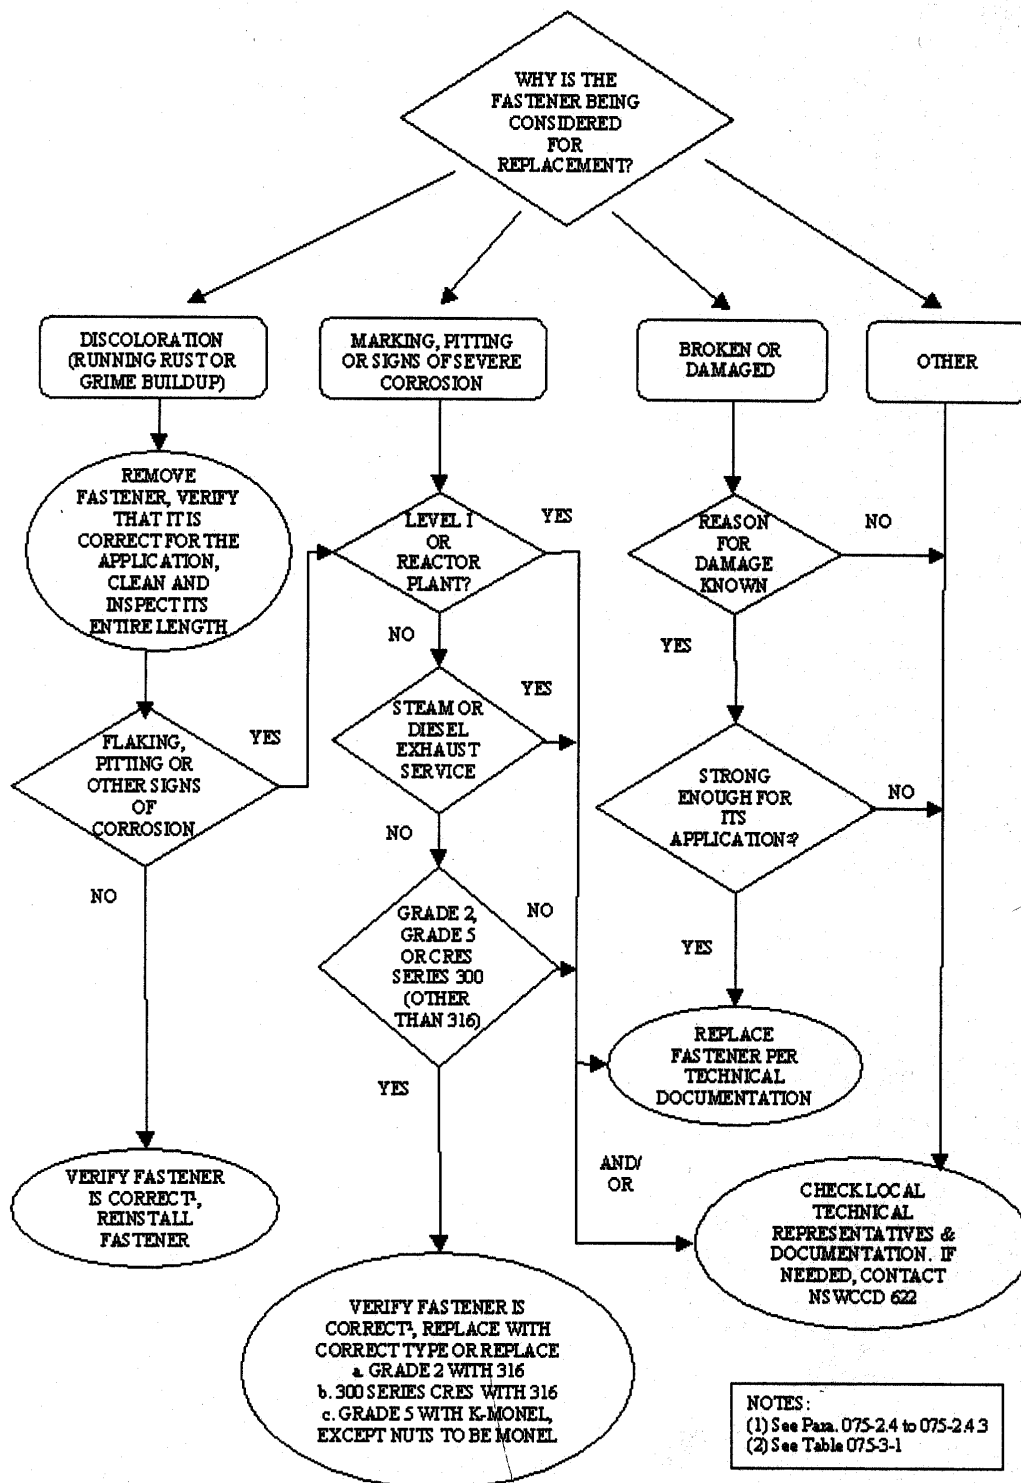 WHY IS THE
FASTENER BEING
CONSIDERED
FOR
REPLACEMENT?
DISCOLORATION
(RUNNING RUST OR
GRIME BUILDUP)
MARKING, PITTING
OR SIGNS OF SEVERE
CORROSION
BROKEN OR
DAMAGED
OTHER
REMOVE
FASTENER, VERIFY
THAT IT IS
CORRECT FOR THE
APPLICATION,
CLEAN AND
INSPECT ITS
ENTIRE LENGTH
LEVEL I
OR
REACTOR
PLANT?
YES
NO
REASON
FOR
DAMAGE
KNOWN
NO
YES
FLAKING,
PITTING OR
OTHER SIGNS
OF
CORROSION
YES
NO
STEAM OR
DIESEL
EXHAUST
SERVICE
YES
NO
STRONG
ENOUGH FOR
ITS
APPLICATION²?
NO
YES
GRADE 2,
GRADE 5
OR CRES
SERIES 300
(OTHER
THAN 316)
NO
YES
REPLACE
FASTENER PER
TECHNICAL
DOCUMENTATION
VERIFY FASTENER
IS CORRECT¹,
REINSTALL
FASTENER
AND/
OR
CHECK LOCAL
TECHNICAL
REPRESENTATIVES &
DOCUMENTATION. IF
NEEDED, CONTACT
NSWCCD 622
VERIFY FASTENER IS
CORRECT¹, REPLACE WITH
CORRECT TYPE OR REPLACE
a. GRADE 2 WITH 316
b. 300 SERIES CRES WITH 316
c. GRADE 5 WITH K-MONEL,
EXCEPT NUTS TO BE MONEL
NOTES:
(1) See Para. 075-2.4 to 075-2.4.3
(2) See Table 075-3-1